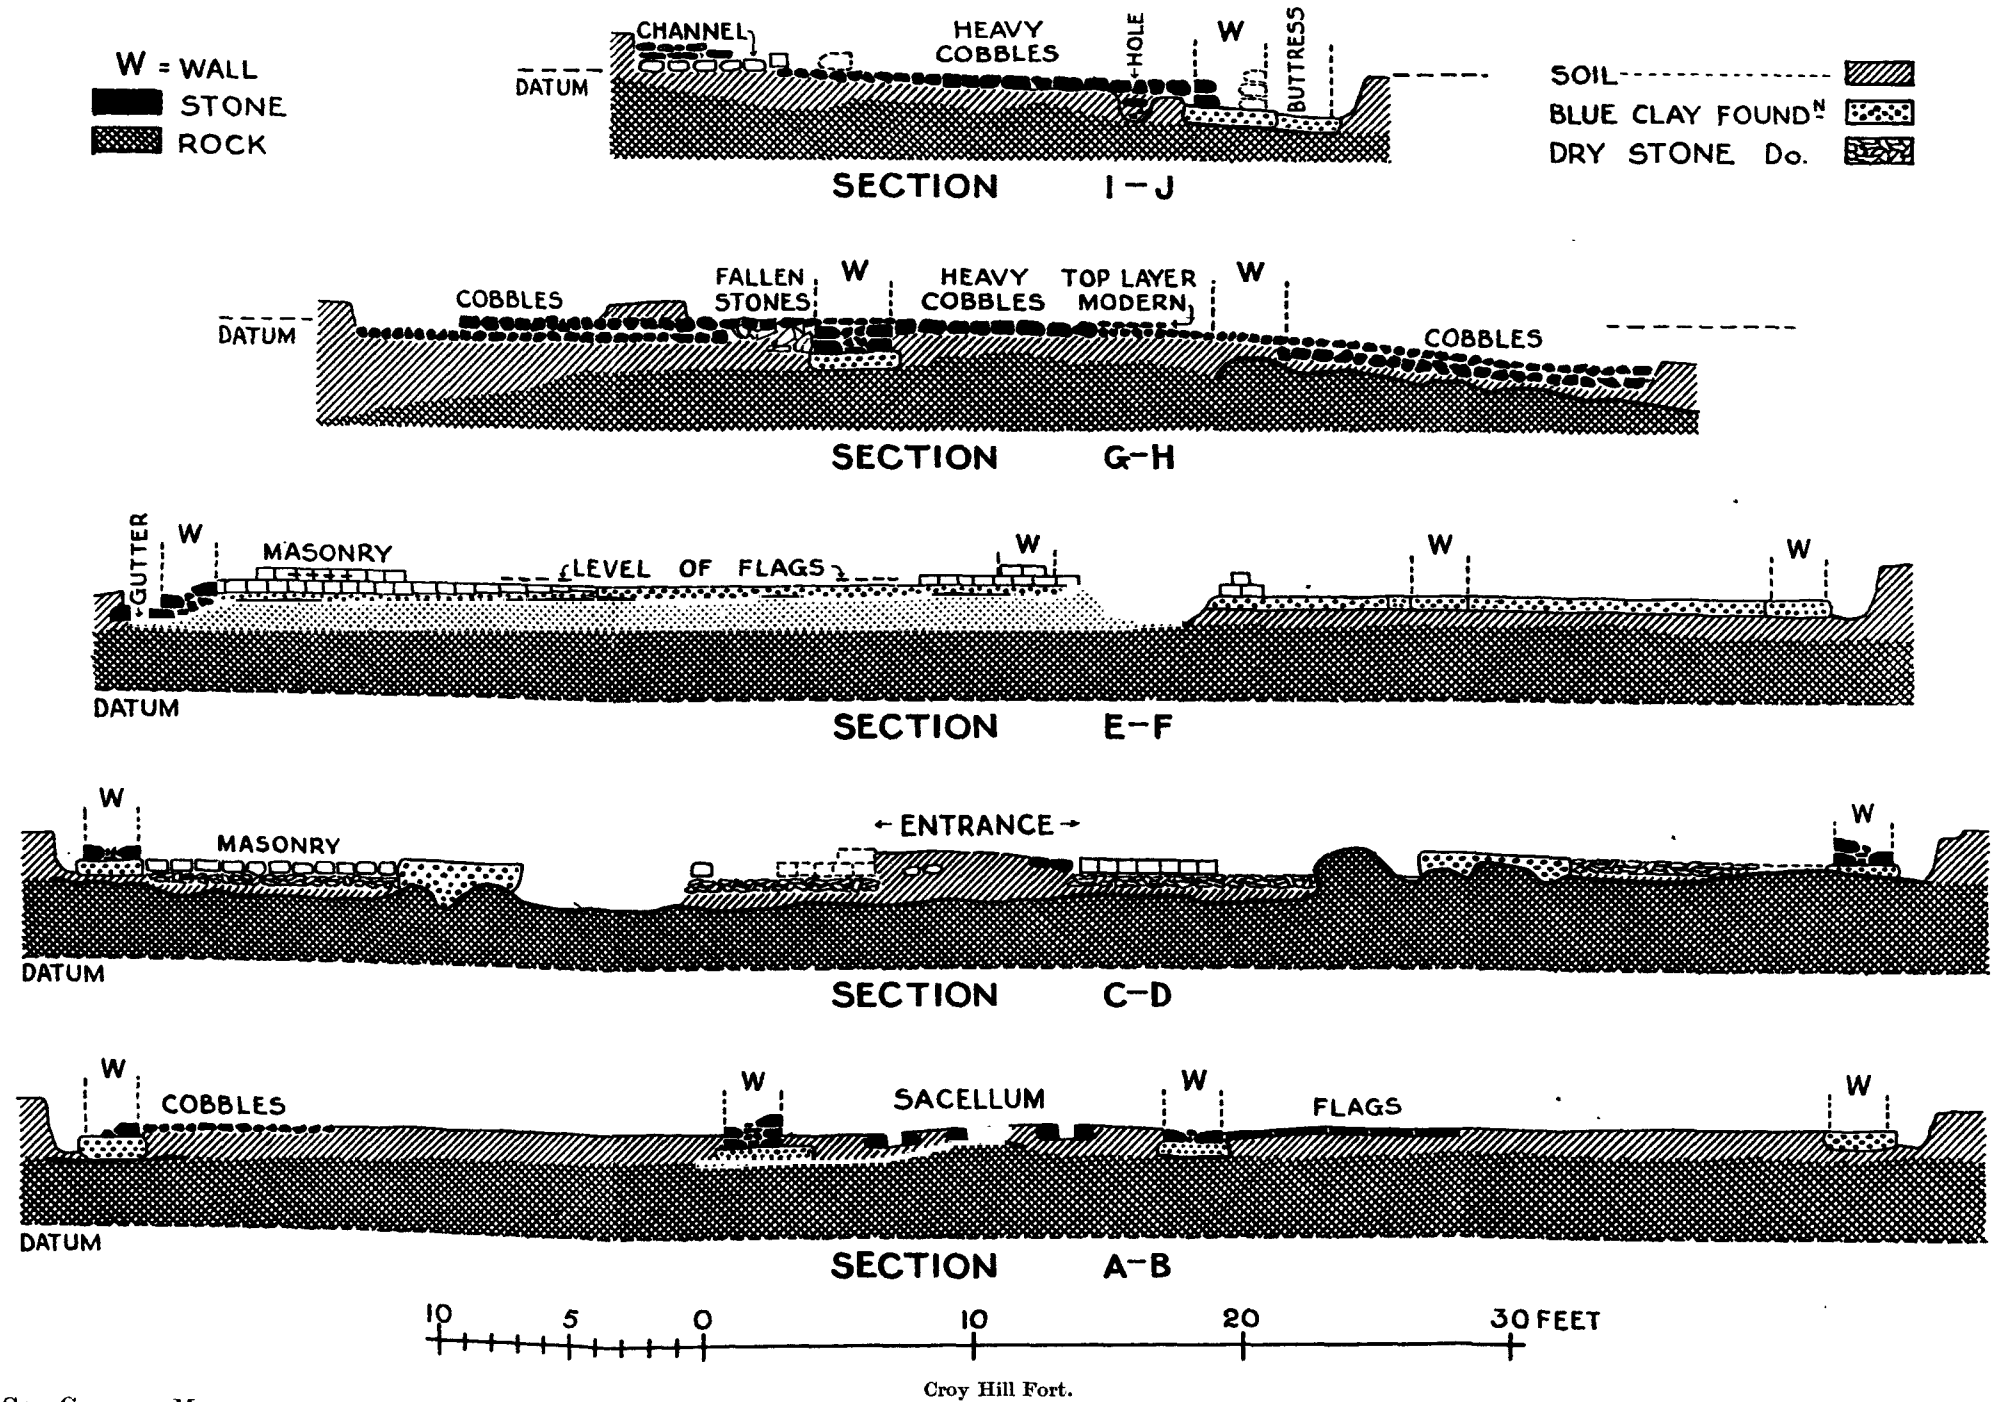 W = WALL
STONE
ROCK
SOIL
BLUE CLAY FOUNDN
DRY STONE Do.
CHANNEL
HEAVY
COBBLES
HOLE
W
BUTTRESS
DATUM
SECTION I–J
COBBLES
FALLEN
STONES
W
HEAVY
COBBLES
TOP LAYER
MODERN
W
COBBLES
DATUM
SECTION G–H
GUTTER
W
MASONRY
LEVEL OF FLAGS
W
W
W
DATUM
SECTION E–F
W
MASONRY
ENTRANCE
W
DATUM
SECTION C–D
W
COBBLES
W
SACELLUM
W
FLAGS
W
DATUM
SECTION A–B
10 5 0 10 20 30 FEET
Croy Hill Fort.